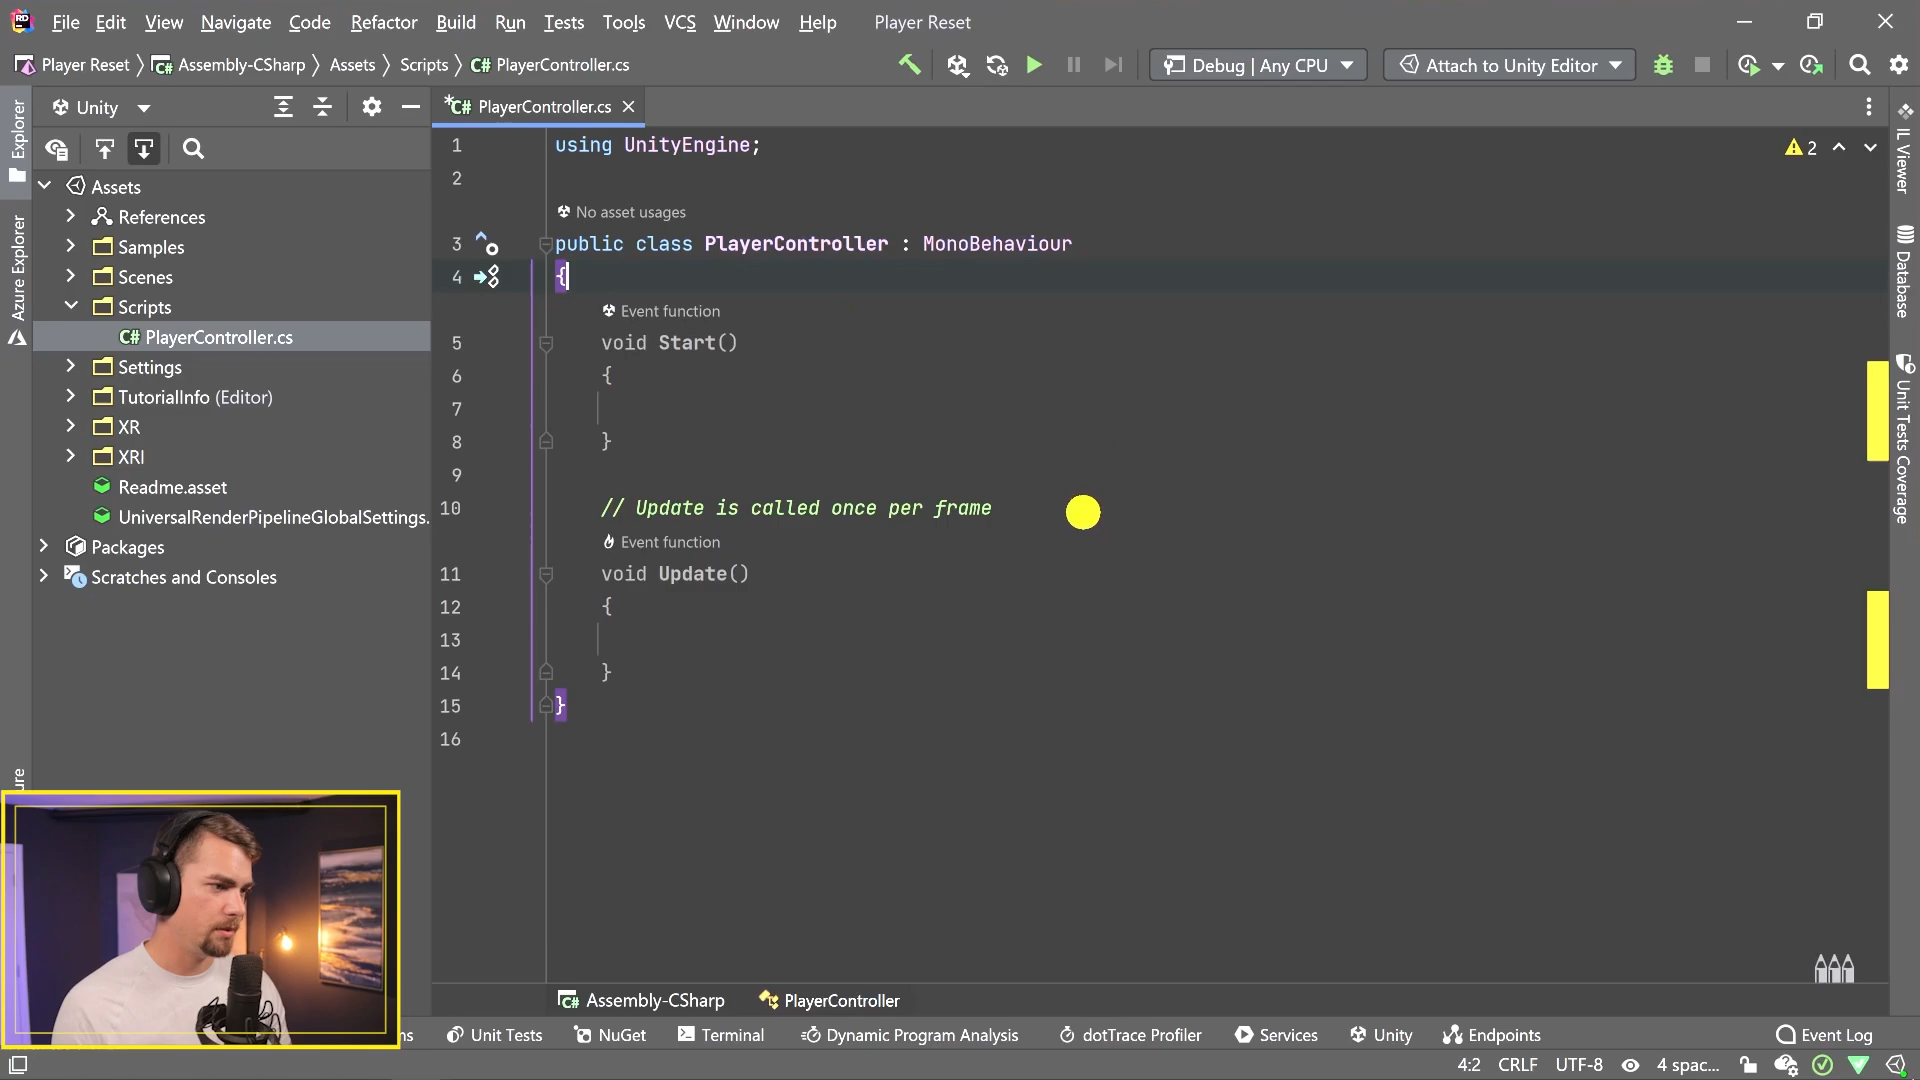 RD File Edit View Navigate Code Refactor Build Run Tests Tools VCS Window Help Player Reset
Player Reset Assembly-CSharp Assets Scripts C# PlayerController.cs Debug | Any CPU Attach to Unity Editor
Unity
*C# PlayerController.cs
Explorer
Azure Explorer
Assets
References
Samples
Scenes
Scripts
C# PlayerController.cs
Settings
TutorialInfo (Editor)
XR
XRI
Readme.asset
UniversalRenderPipelineGlobalSettings.
Packages
Scratches and Consoles
1 using UnityEngine;
2
No asset usages
3 public class PlayerController : MonoBehaviour
4 {
Event function
5 void Start()
6 {
7
8 }
9
10 // Update is called once per frame
Event function
11 void Update()
12 {
13
14 }
15 }
16
2
IL Viewer
Database
Unit Tests Coverage
Assembly-CSharp PlayerController
Unit Tests NuGet Terminal Dynamic Program Analysis dotTrace Profiler Services Unity Endpoints Event Log
4:2 CRLF UTF-8 4 spac...